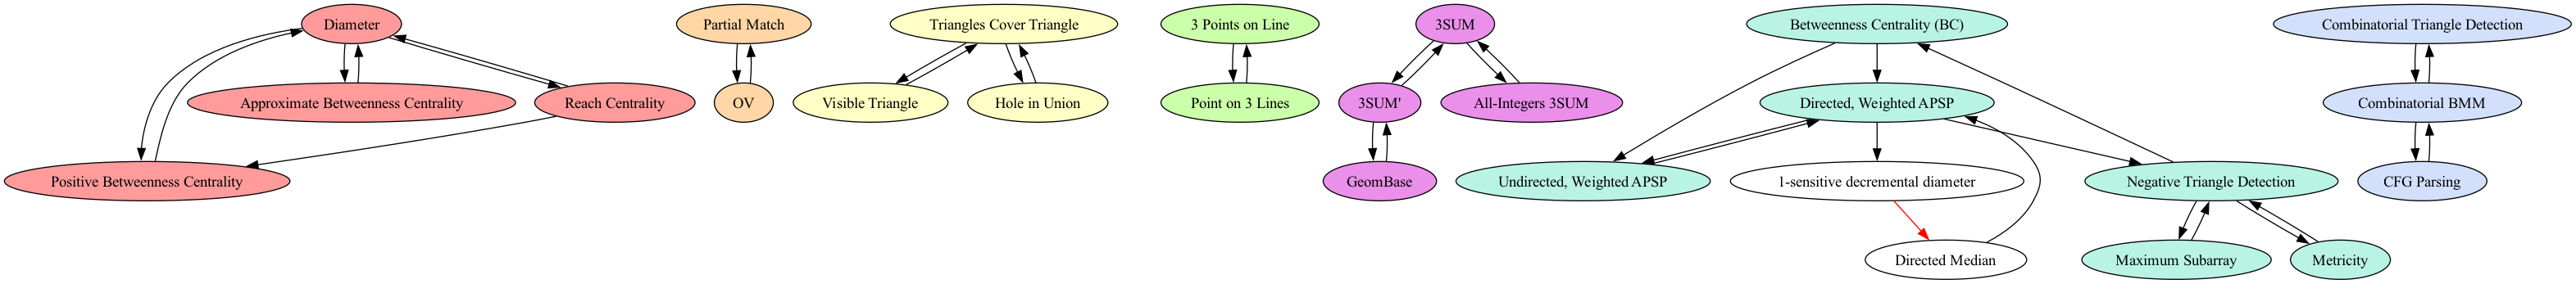 Diameter
Partial Match
Triangles Cover Triangle
3 Points on Line
3SUM
Betweenness Centrality (BC)
Combinatorial Triangle Detection
Approximate Betweenness Centrality
Reach Centrality
OV
Visible Triangle
Hole in Union
Point on 3 Lines
3SUM'
All-Integers 3SUM
Directed, Weighted APSP
Combinatorial BMM
Positive Betweenness Centrality
GeomBase
Undirected, Weighted APSP
1-sensitive decremental diameter
Negative Triangle Detection
CFG Parsing
Directed Median
Maximum Subarray
Metricity